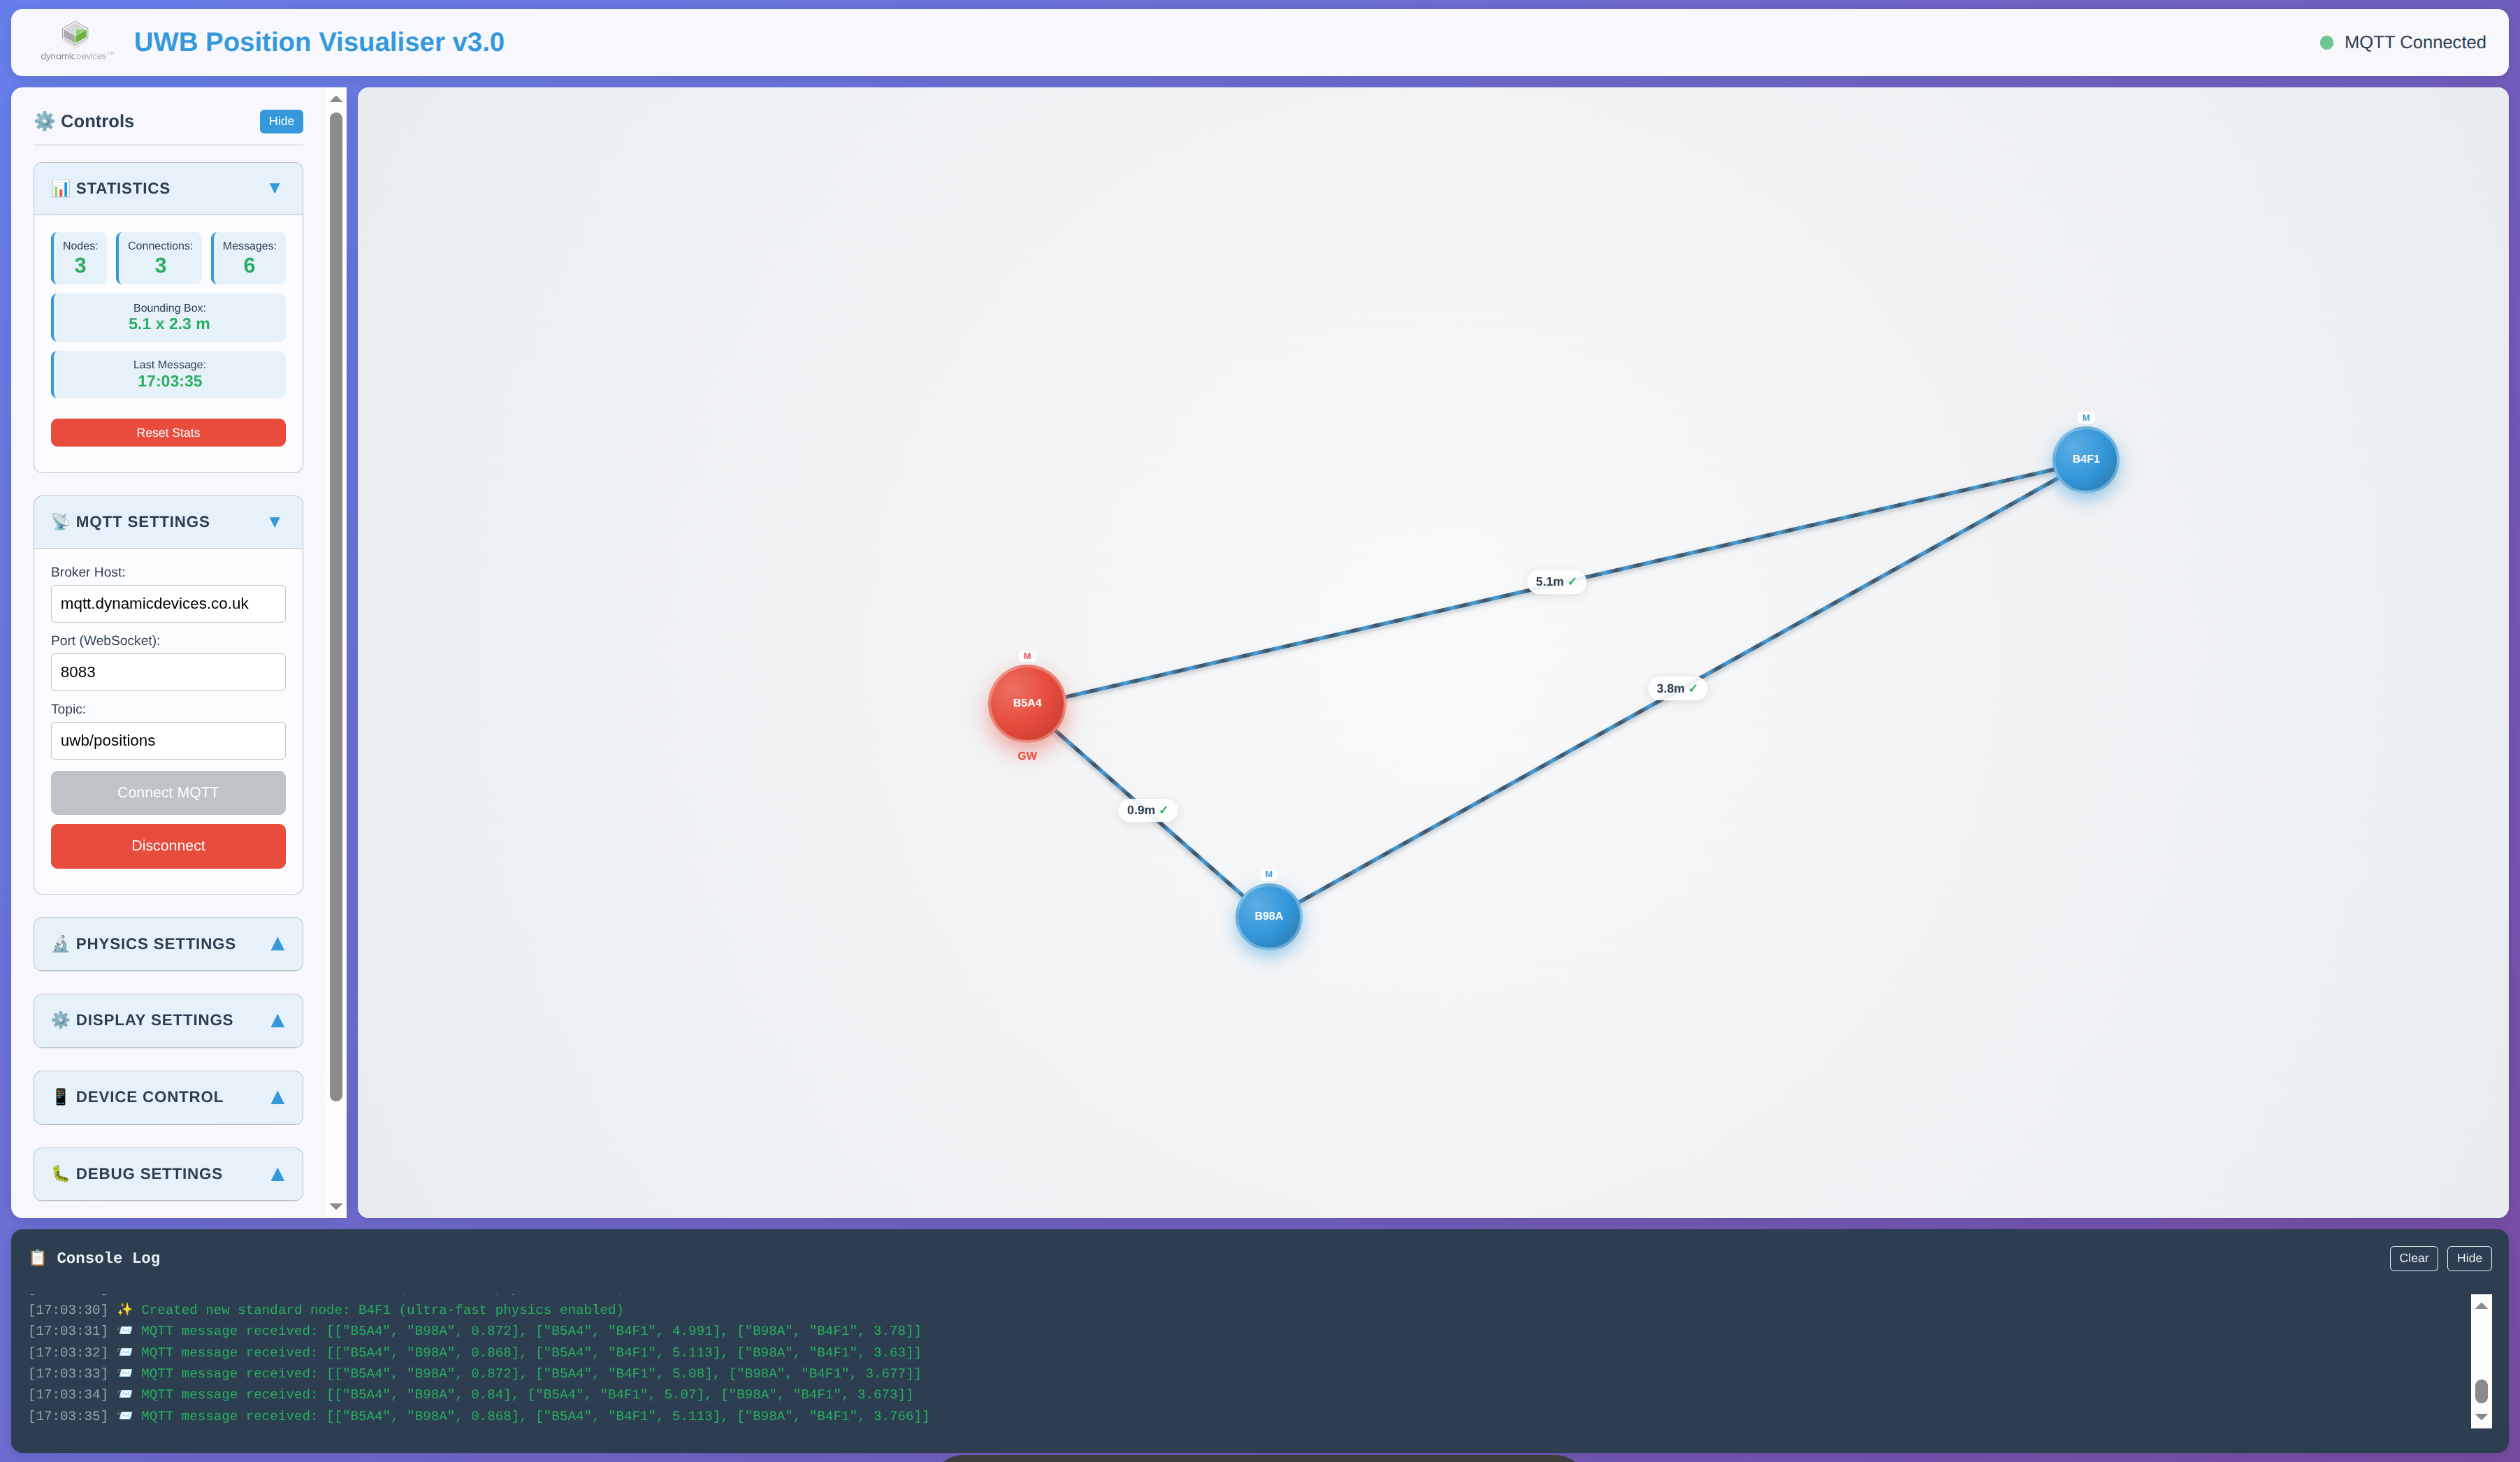 dynamicdevices LTD
UWB Position Visualiser v3.0
MQTT Connected
Controls
Hide
STATISTICS
Nodes:
3
Connections:
3
Messages:
6
Bounding Box:
5.1 x 2.3 m
Last Message:
17:03:35
Reset Stats
MQTT SETTINGS
Broker Host:
mqtt.dynamicdevices.co.uk
Port (WebSocket):
8083
Topic:
uwb/positions
Connect MQTT
Disconnect
PHYSICS SETTINGS
DISPLAY SETTINGS
DEVICE CONTROL
DEBUG SETTINGS
M
B4F1
5.1m ✓
M
B5A4
GW
3.8m ✓
0.9m ✓
M
B98A
Console Log
Clear
Hide
[17:03:30] ✨ Created new standard node: B4F1 (ultra-fast physics enabled)
[17:03:31] 📨 MQTT message received: [["B5A4", "B98A", 0.872], ["B5A4", "B4F1", 4.991], ["B98A", "B4F1", 3.78]]
[17:03:32] 📨 MQTT message received: [["B5A4", "B98A", 0.868], ["B5A4", "B4F1", 5.113], ["B98A", "B4F1", 3.63]]
[17:03:33] 📨 MQTT message received: [["B5A4", "B98A", 0.872], ["B5A4", "B4F1", 5.08], ["B98A", "B4F1", 3.677]]
[17:03:34] 📨 MQTT message received: [["B5A4", "B98A", 0.84], ["B5A4", "B4F1", 5.07], ["B98A", "B4F1", 3.673]]
[17:03:35] 📨 MQTT message received: [["B5A4", "B98A", 0.868], ["B5A4", "B4F1", 5.113], ["B98A", "B4F1", 3.766]]